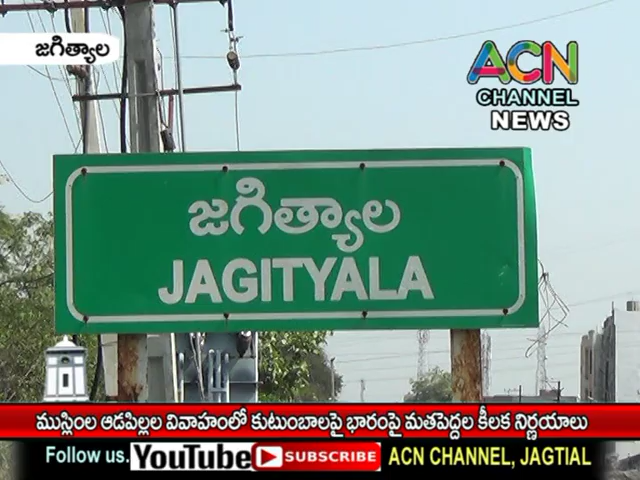 జగిత్యాల
ACN
CHANNEL
NEWS
జగిత్యాల
JAGITYALA
ముస్లింల ఆడపిల్లల వివాహంలో కుటుంబాలపై భారంపై మతపెద్దల కీలక నిర్ణయాలు
Follow us. YouTube SUBSCRIBE ACN CHANNEL, JAGTIAL